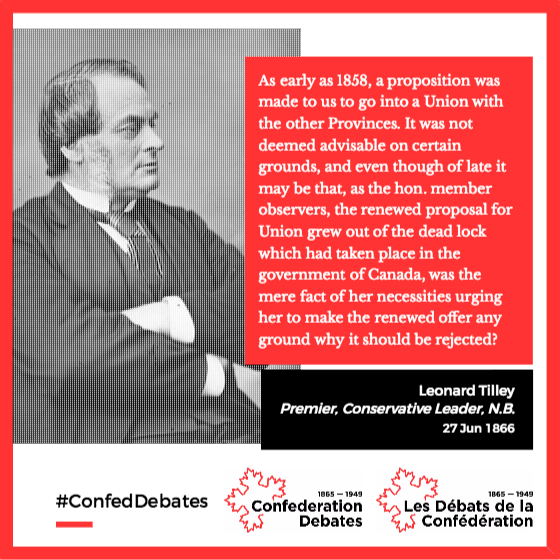 As early as 1858, a proposition was
made to us to go into a Union with
the other Provinces. It was not
deemed advisable on certain
grounds, and even though of late it
may be that, as the hon. member
observers, the renewed proposal for
Union grew out of the dead lock
which had taken place in the
government of Canada, was the
mere fact of her necessities urging
her to make the renewed offer any
ground why it should be rejected?
Leonard Tilley
Premier, Conservative Leader, N.B.
27 Jun 1866
#ConfedDebates
1865 — 1949
Confederation
Debates
1865 — 1949
Les Débats de la
Confédération